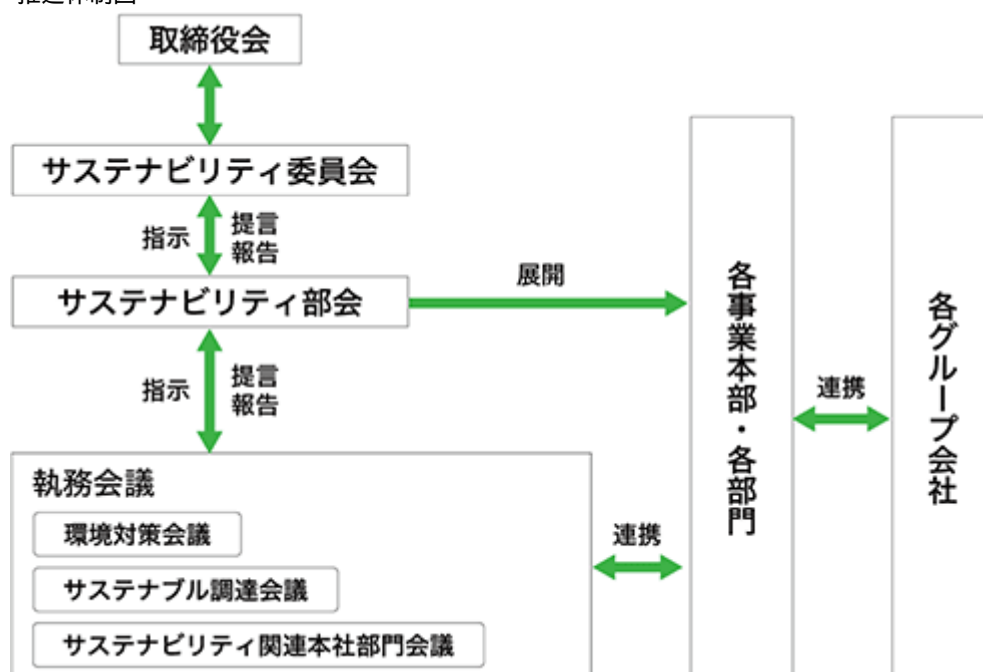 取締役会
サステナビリティ委員会
指示
提言
報告
サステナビリティ部会
展開
指示
提言
報告
執務会議
環境対策会議
サステナブル調達会議
サステナビリティ関連本社部門会議
連携
各事業本部・各部門
連携
各グループ会社